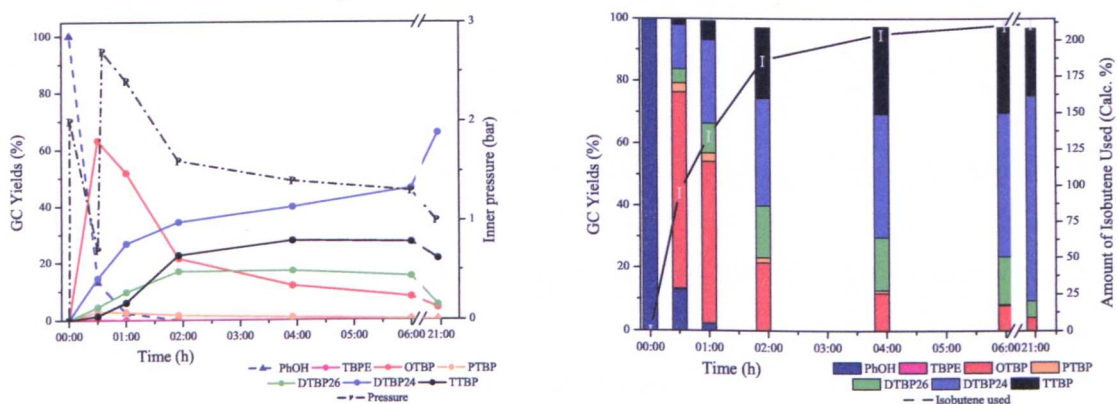 100
80
60
40
20
0
GC Yields (%)
3
2
1
0
Inner pressure (bar)
00:00 01:00 02:00 03:00 04:00 05:00 06:00 21:00
Time (h)
PhOH TBPE OTBP PTBP
DTBP26 DTBP24 TTBP
Pressure
100
80
60
40
20
0
GC Yields (%)
200
175
150
125
100
75
50
25
0
Amount of Isobutene Used (Calc. %)
00:00 01:00 02:00 04:00 05:00 06:00 21:00
Time (h)
PhOH TBPE OTBP PTBP
DTBP26 DTBP24 TTBP
Isobutene used